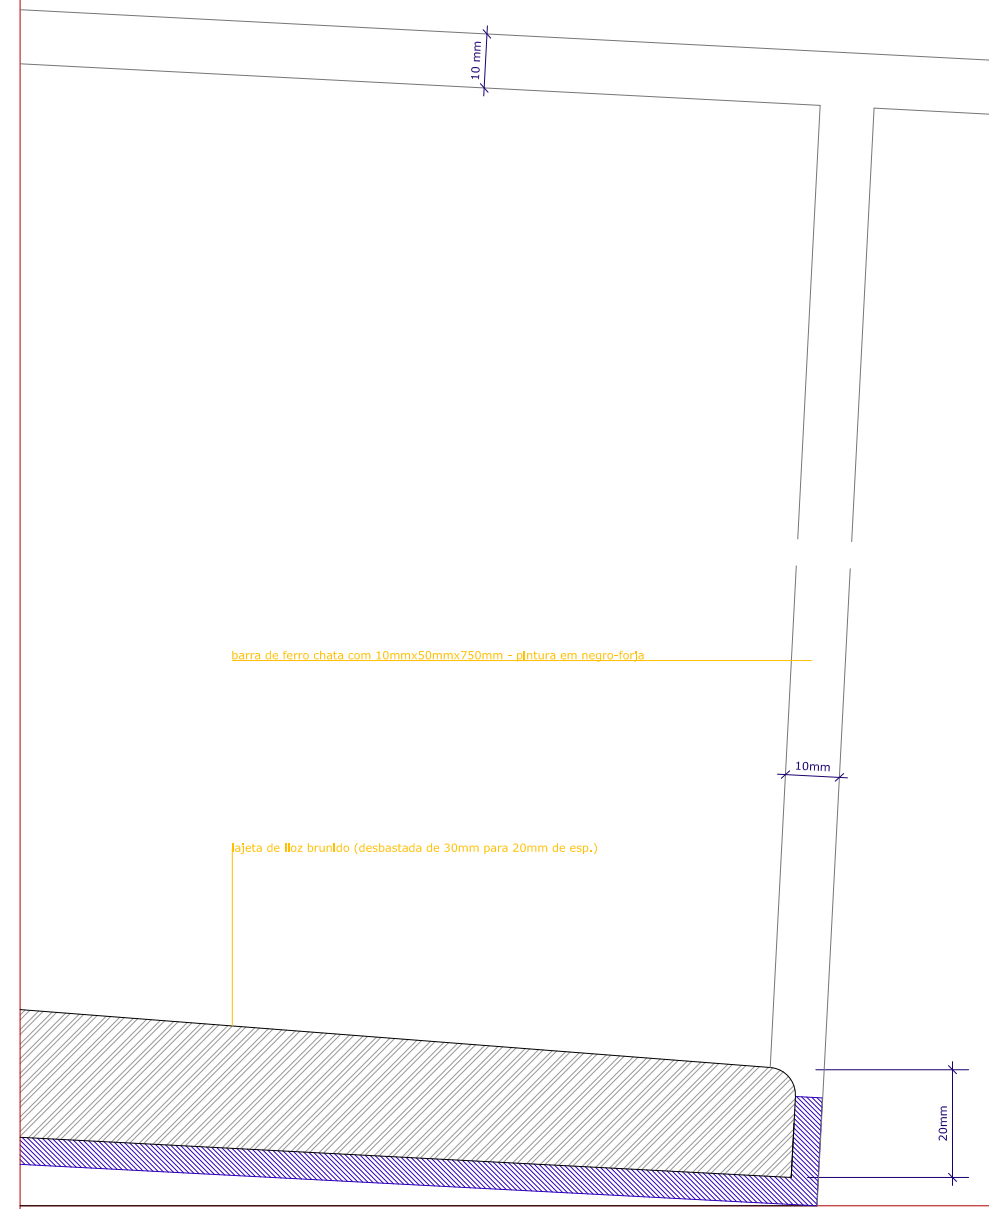 10 mm
barra de ferro chata com 10mmx50mmx750mm - pintura em negro-forja
10mm
lajeta de lioz brunido (desbastada de 30mm para 20mm de esp.)
20mm